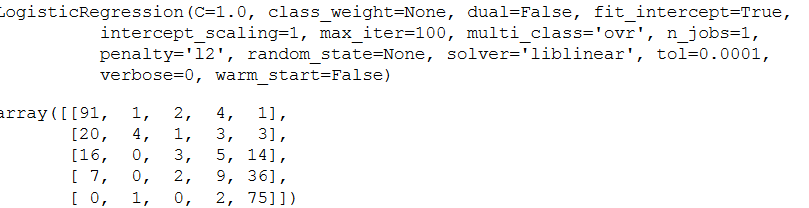 LogisticRegression(C=1.0, class_weight=None, dual=False, fit_intercept=True,
intercept_scaling=1, max_iter=100, multi_class='ovr', n_jobs=1,
penalty='l2', random_state=None, solver='liblinear', tol=0.0001,
verbose=0, warm_start=False)
array([[91, 1, 2, 4, 1],
[20, 4, 1, 3, 3],
[16, 0, 3, 5, 14],
[ 7, 0, 2, 9, 36],
[ 0, 1, 0, 2, 75]])